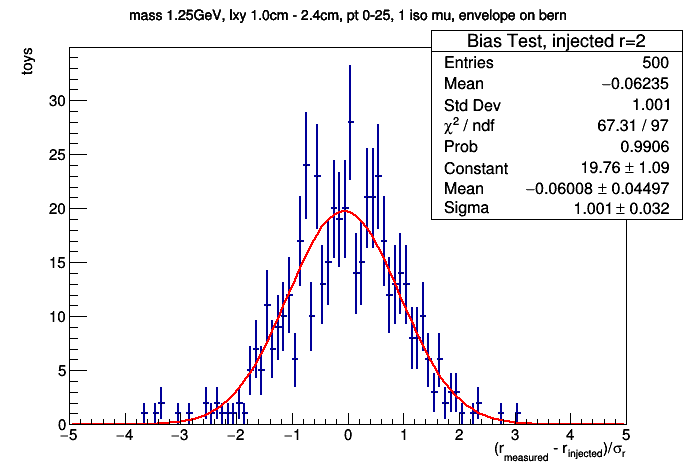 mass 1.25GeV, lxy 1.0cm - 2.4cm, pt 0-25, 1 iso mu, envelope on bern
Bias Test, injected r=2
Entries 500
Mean −0.06235
Std Dev 1.001
χ² / ndf 67.31 / 97
Prob 0.9906
Constant 19.76 ± 1.09
Mean −0.06008 ± 0.04497
Sigma 1.001 ± 0.032
toys
30
25
20
15
10
5
0
−5 −4 −3 −2 −1 0 1 2 3 4 5
(r_measured - r_injected)/σ_r